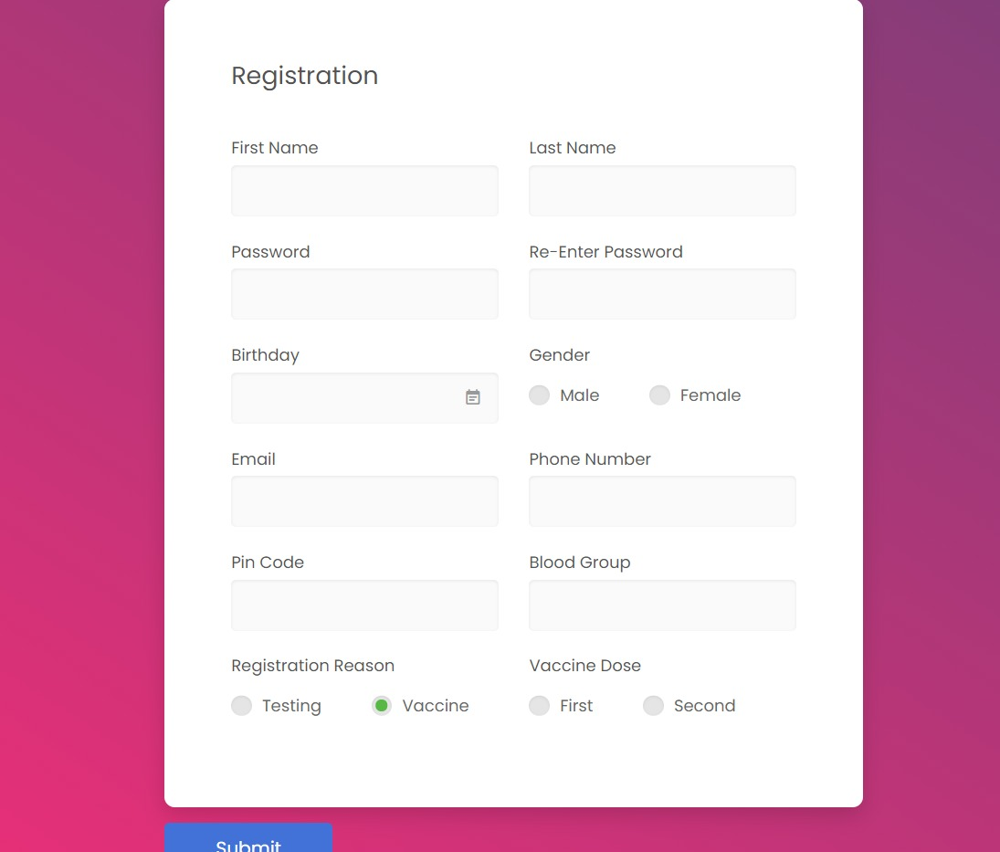 Registration
First Name Last Name
Password Re-Enter Password
Birthday Gender
Male Female
Email Phone Number
Pin Code Blood Group
Registration Reason Vaccine Dose
Testing Vaccine First Second
Submit